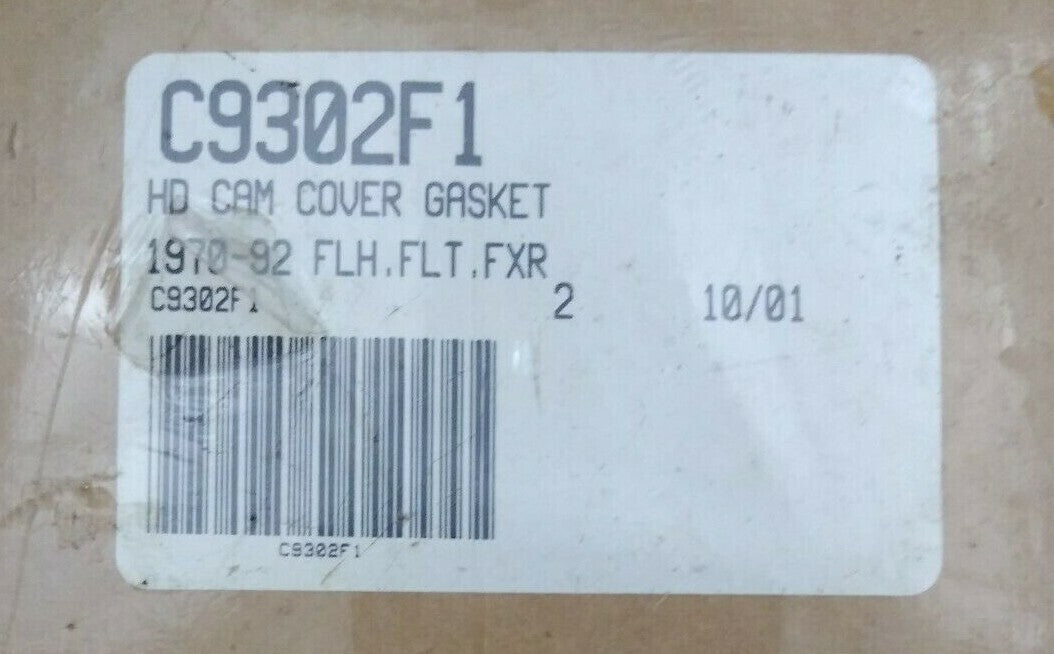 C9302F1
HD CAM COVER GASKET
1970-92 FLH.FLT.FXR
C9302F1 2 10/01
C9302F1